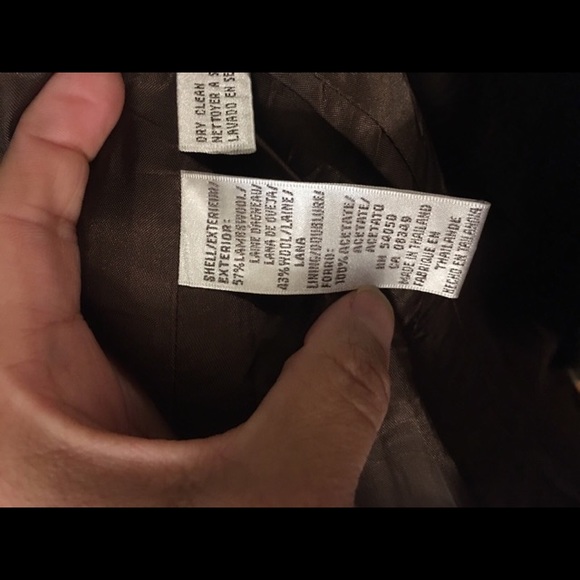 DRY CLEAN
NETTOYER A S
LAVADO EN SE
SHELL/EXTERIEUR/
EXTERIOR:
57%LAMBSWOOL/
LAINE D'AGNEAU/
LANA DE OVEJAS
43%WOOL/LAINE/
LANA
LINING/DOUBLURE/
FORRO:
100%ACETATE/
ACETATE/
ACETATO
RN 54050
CA 08349
MADE IN THAILAND
FABRIQUE EN
THAILANDE
HECHO EN TAILANDIA